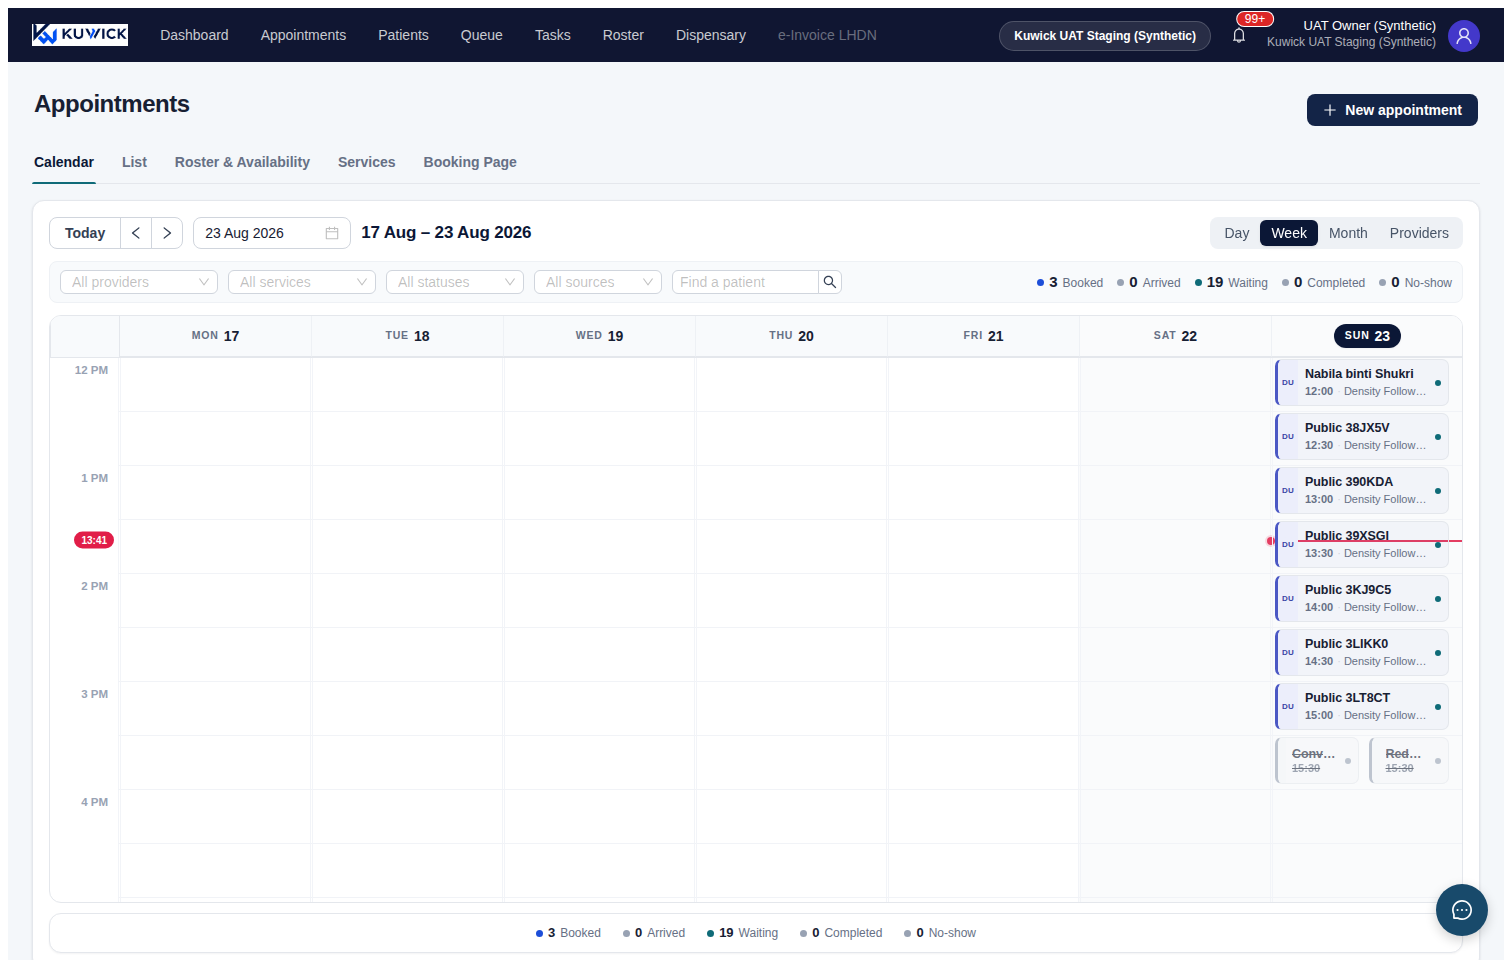 KUWICK
Dashboard
Appointments
Patients
Queue
Tasks
Roster
Dispensary
e-Invoice LHDN
Kuwick UAT Staging (Synthetic)
99+
UAT Owner (Synthetic)
Kuwick UAT Staging (Synthetic)
Appointments
New appointment
Calendar
List
Roster & Availability
Services
Booking Page
Today
23 Aug 2026
17 Aug – 23 Aug 2026
Day
Week
Month
Providers
All providers
All services
All statuses
All sources
Find a patient
3 Booked
0 Arrived
19 Waiting
0 Completed
0 No-show
MON 17
TUE 18
WED 19
THU 20
FRI 21
SAT 22
SUN 23
12 PM
1 PM
13:41
2 PM
3 PM
4 PM
DU
Nabila binti Shukri
12:00 · Density Follow…
DU
Public 38JX5V
12:30 · Density Follow…
DU
Public 390KDA
13:00 · Density Follow…
DU
Public 39XSGI
13:30 · Density Follow…
DU
Public 3KJ9C5
14:00 · Density Follow…
DU
Public 3LIKK0
14:30 · Density Follow…
DU
Public 3LT8CT
15:00 · Density Follow…
Conv…
15:30
Red…
15:30
3 Booked
0 Arrived
19 Waiting
0 Completed
0 No-show